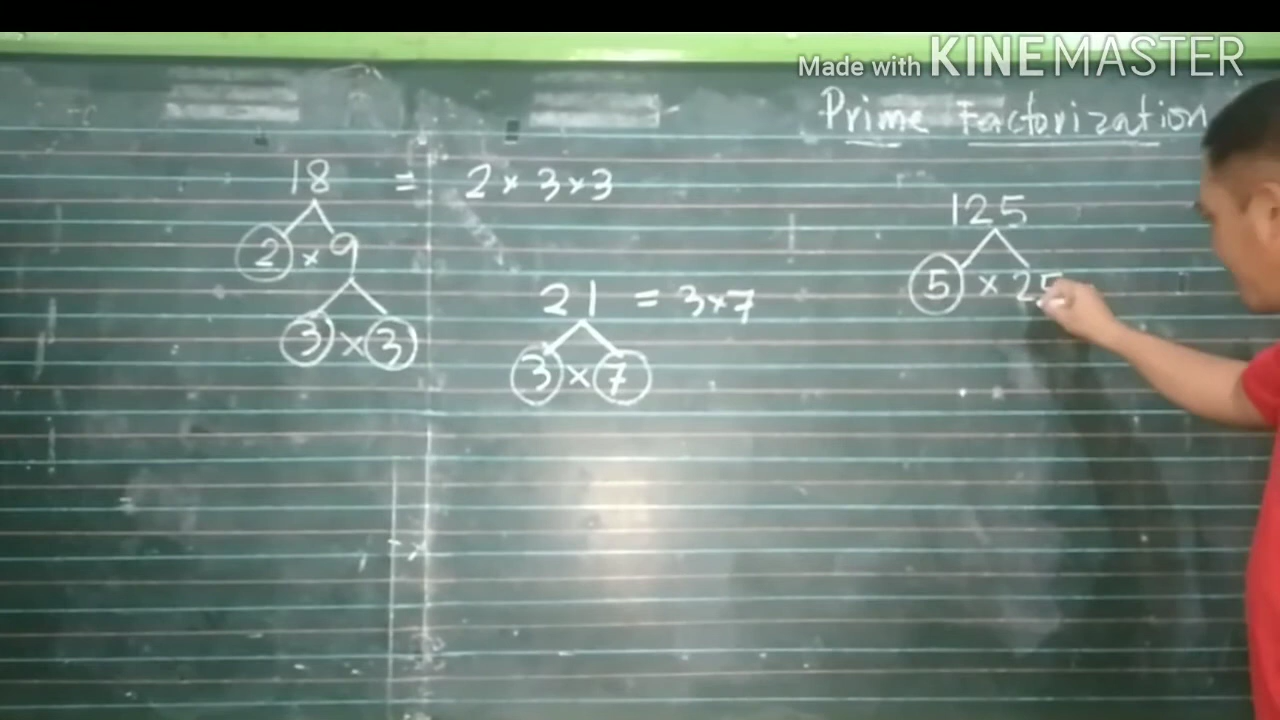 Made with KINEMASTER
Prime Factorization
18 = 2 × 3 × 3
2 × 9
3 × 3
21 = 3 × 7
3 × 7
125
5 × 25